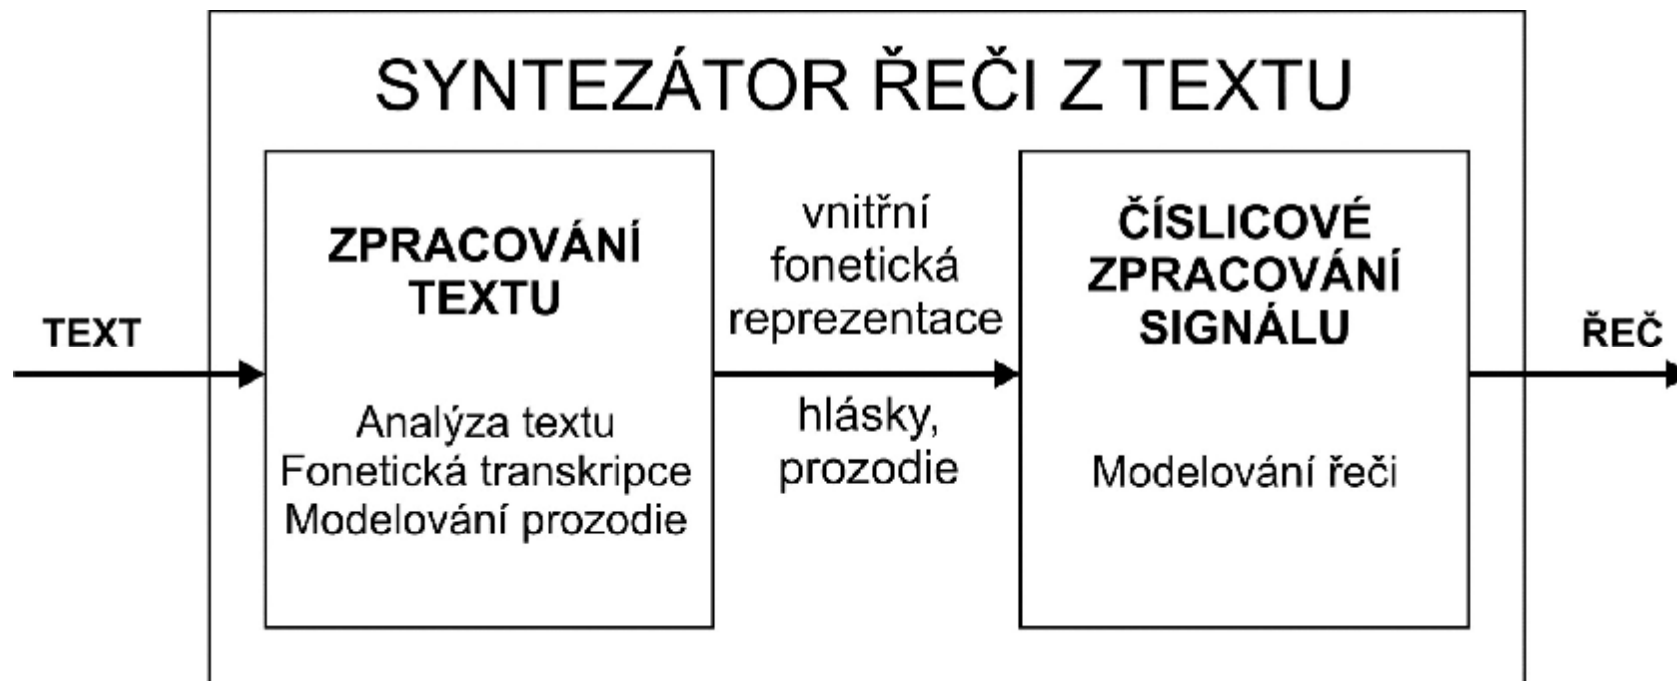 SYNTEZÁTOR ŘEČI Z TEXTU
TEXT
ZPRACOVÁNÍ
TEXTU
Analýza textu
Fonetická transkripce
Modelování prozodie
vnitřní
fonetická
reprezentace
hlásky,
prozodie
ČÍSLICOVÉ
ZPRACOVÁNÍ
SIGNÁLU
Modelování řeči
ŘEČ